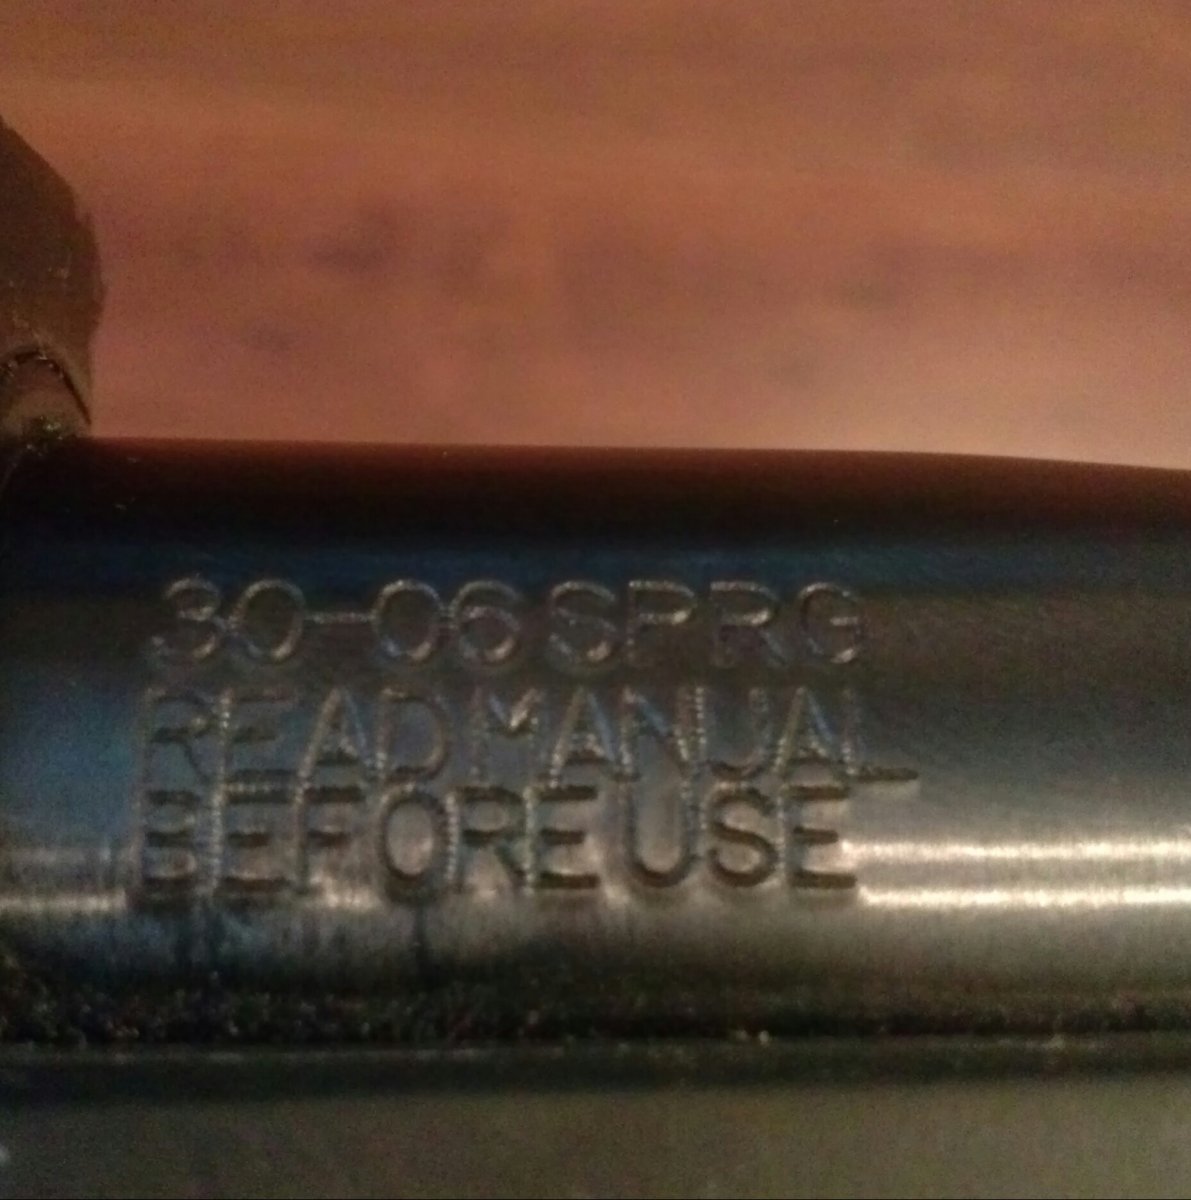 30-06 SPRG
READ MANUAL
BEFORE USE